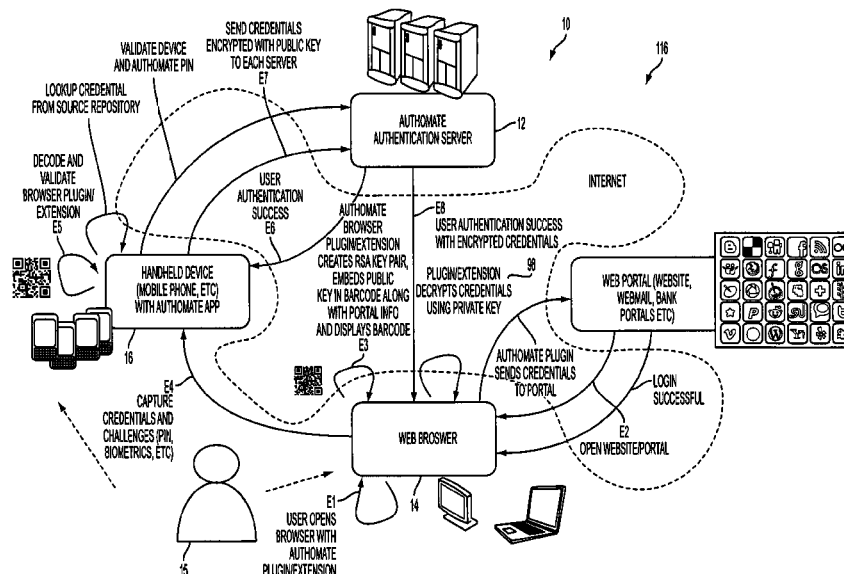 10
116
SEND CREDENTIALS
ENCRYPTED WITH PUBLIC KEY
TO EACH SERVER
E7
VALIDATE DEVICE
AND AUTHOMATE PIN
LOOKUP CREDENTIAL
FROM SOURCE REPOSITORY
DECODE AND
VALIDATE
BROWSER PLUGIN/
EXTENSION
E5
AUTHOMATE
AUTHENTICATION SERVER
12
INTERNET
USER
AUTHENTICATION
SUCCESS
E6
AUTHOMATE
BROWSER
PLUGIN/EXTENSION
CREATES RSA KEY PAIR,
EMBEDS PUBLIC
KEY IN BARCODE ALONG
WITH PORTAL INFO
AND DISPLAYS BARCODE
E3
E8
USER AUTHENTICATION SUCCESS
WITH ENCRYPTED CREDENTIALS
PLUGIN/EXTENSION
DECRYPTS CREDENTIALS
USING PRIVATE KEY
98
HANDHELD DEVICE
(MOBILE PHONE, ETC)
WITH AUTHOMATE APP
16
WEB PORTAL (WEBSITE,
WEBMAIL, BANK
PORTALS ETC)
AUTHOMATE PLUGIN
SENDS CREDENTIALS
TO PORTAL
LOGIN
SUCCESSFUL
E2
OPEN WEBSITE/PORTAL
E4
CAPTURE
CREDENTIALS AND
CHALLENGES (PIN,
BIOMETRICS, ETC)
WEB BROSWER
14
E1
USER OPENS
BROWSER WITH
AUTHOMATE
PLUGIN/EXTENSION
15